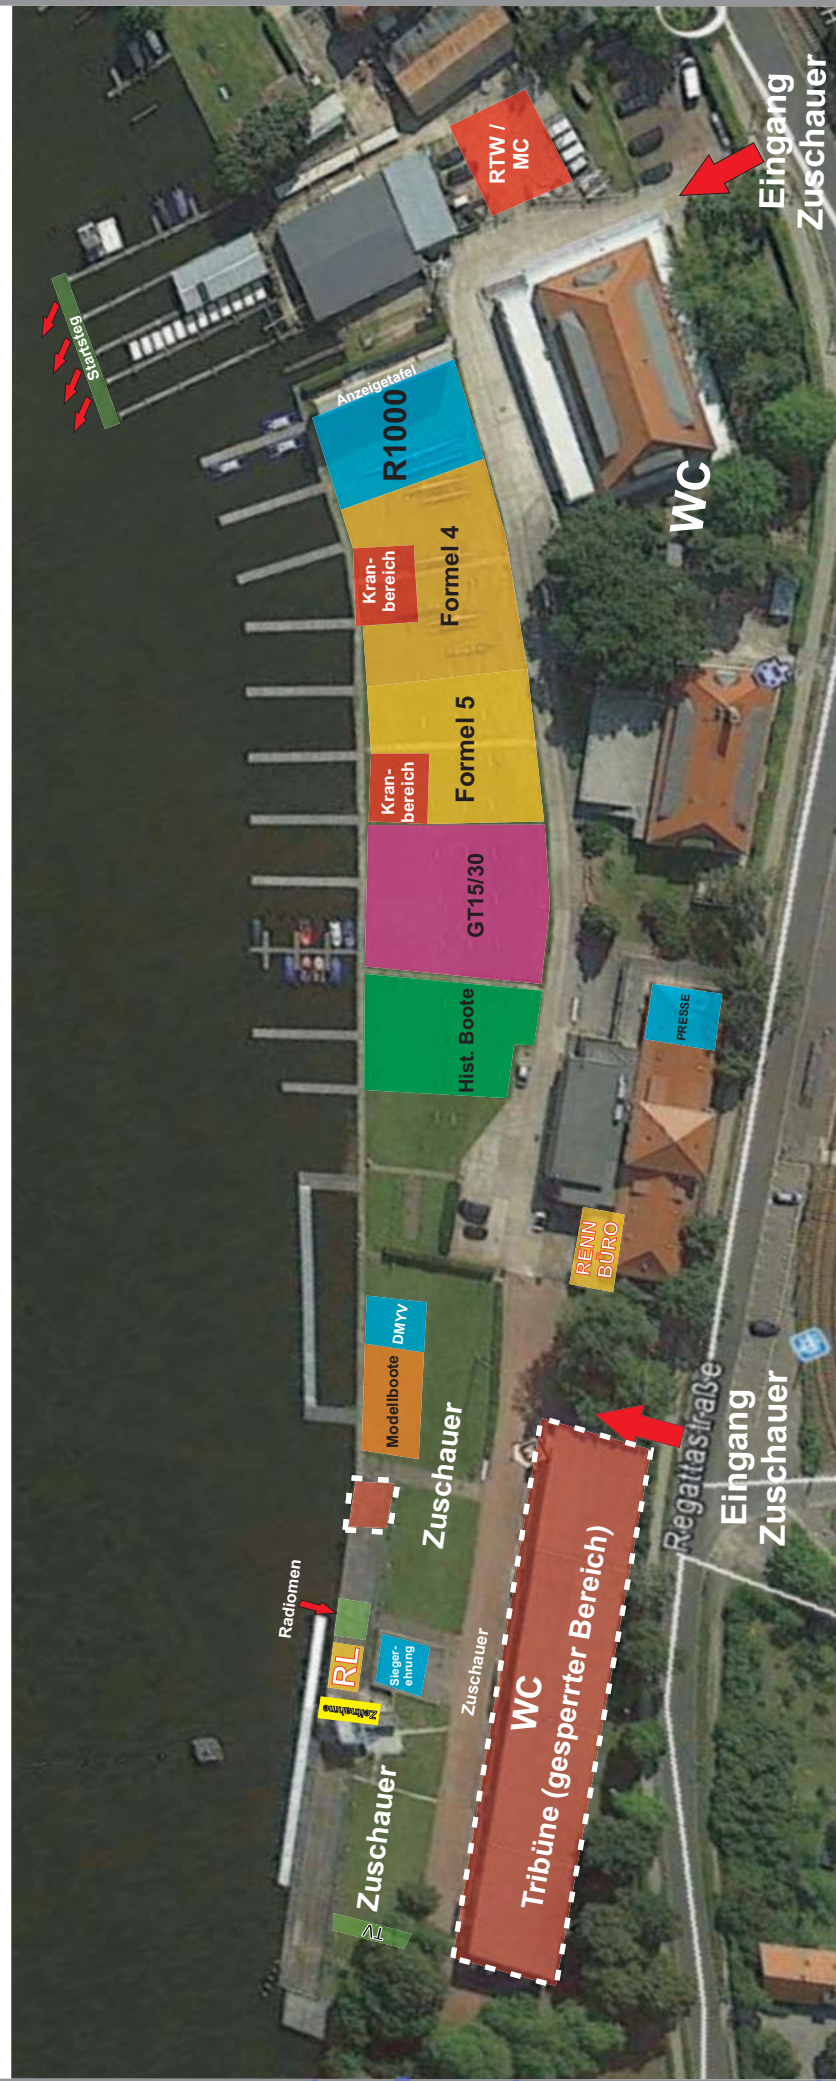 Eingang
Zuschauer
RTW /
MC
Startsteg
Anzeigetafel
R1000
WC
Formel 4
Kran-
bereich
Formel 5
Kran-
bereich
GT15/30
Hist. Boote
PRESSE
RENN
BÜRO
DMYV
Modellboote
Zuschauer
Regattastraße
Eingang
Zuschauer
Radiomen
RL
Sieger-
ehrung
Zeitnahme
Zuschauer
WC
Tribüne (gesperrter Bereich)
Zuschauer
TV